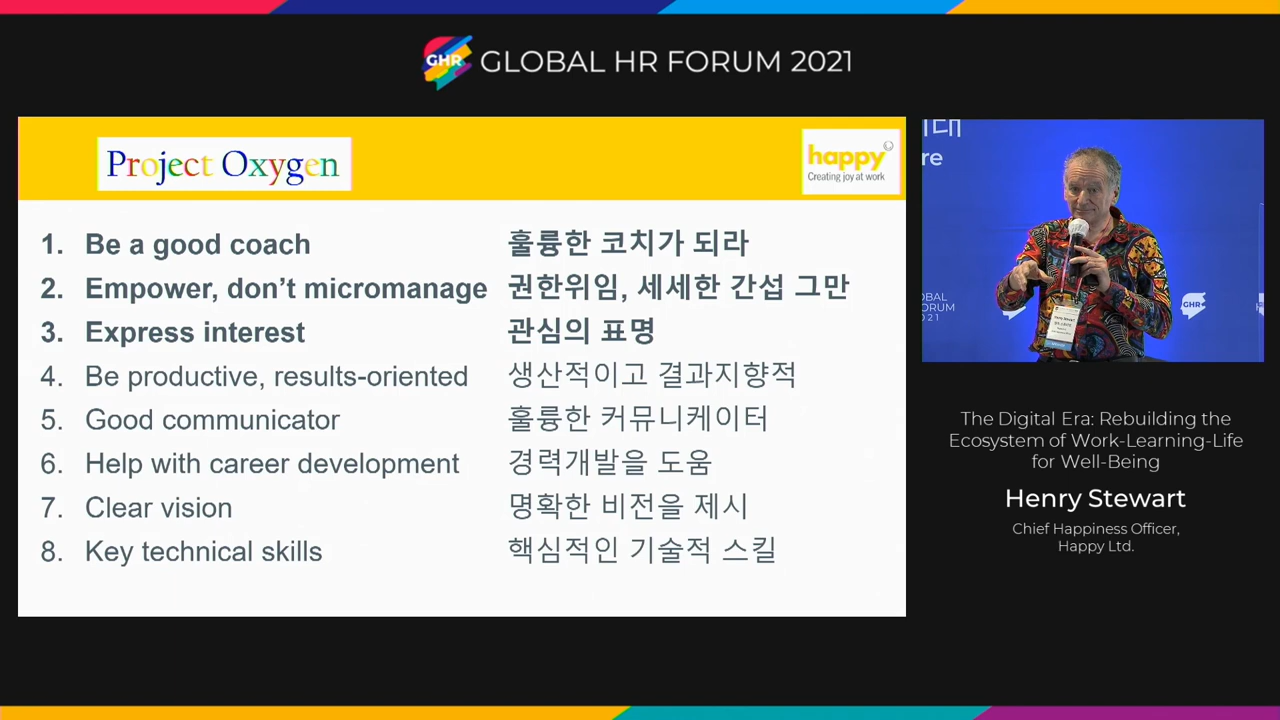 GHR GLOBAL HR FORUM 2021
Project Oxygen
happy
Creating joy at work
1. Be a good coach 훌륭한 코치가 되라
2. Empower, don’t micromanage 권한위임, 세세한 간섭 그만
3. Express interest 관심의 표명
4. Be productive, results-oriented 생산적이고 결과지향적
5. Good communicator 훌륭한 커뮤니케이터
6. Help with career development 경력개발을 도움
7. Clear vision 명확한 비전을 제시
8. Key technical skills 핵심적인 기술적 스킬
GHR
The Digital Era: Rebuilding the
Ecosystem of Work-Learning-Life
for Well-Being
Henry Stewart
Chief Happiness Officer,
Happy Ltd.